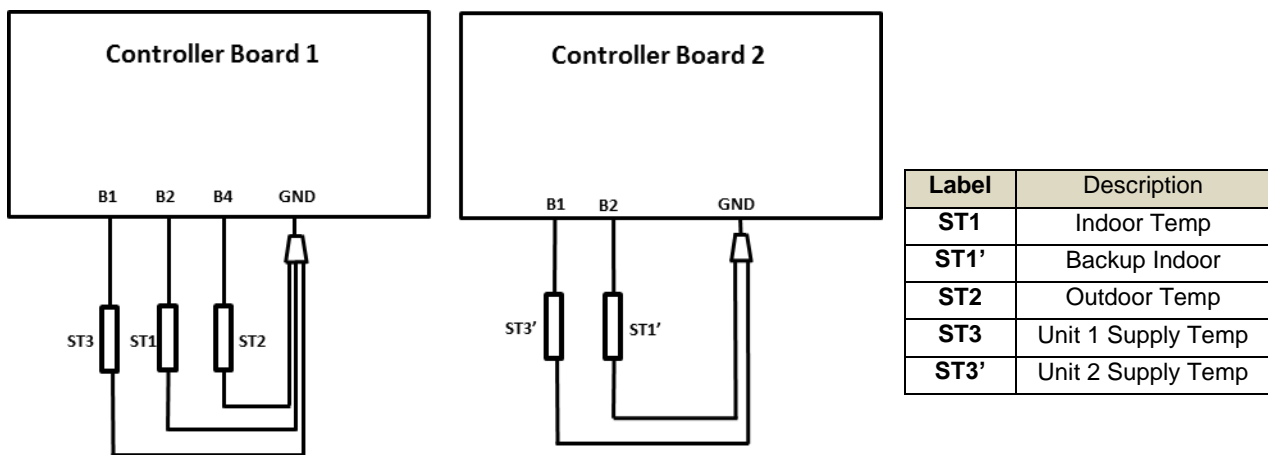 Controller Board 1
B1 B2 B4 GND
ST3 ST1 ST2
Controller Board 2
B1 B2 GND
ST3’ ST1’
Label Description
ST1 Indoor Temp
ST1’ Backup Indoor
ST2 Outdoor Temp
ST3 Unit 1 Supply Temp
ST3' Unit 2 Supply Temp